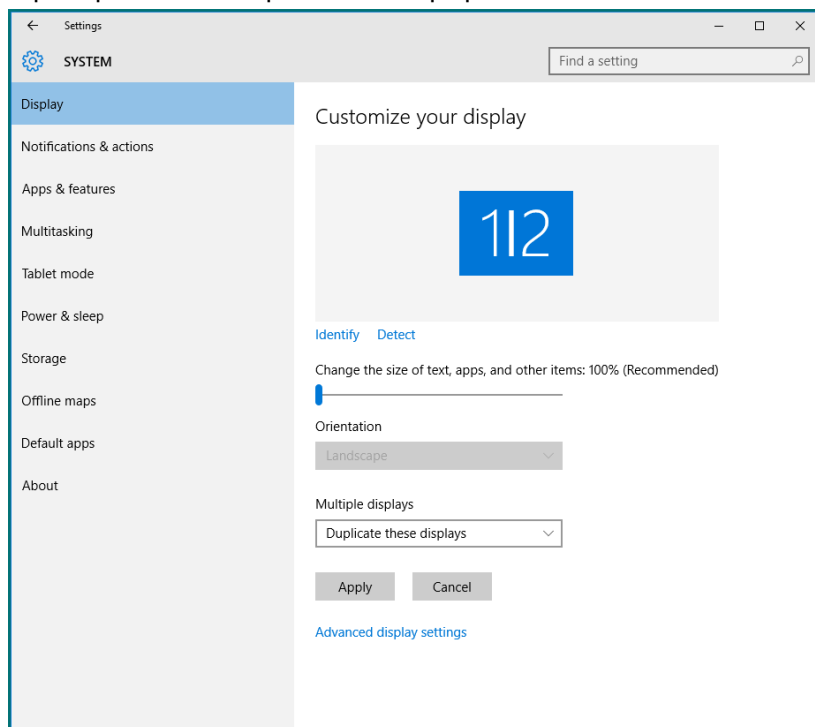 Settings
SYSTEM
Find a setting
Display
Notifications & actions
Apps & features
Multitasking
Tablet mode
Power & sleep
Storage
Offline maps
Default apps
About
Customize your display
1|2
Identify Detect
Change the size of text, apps, and other items: 100% (Recommended)
Orientation
Landscape
Multiple displays
Duplicate these displays
Apply Cancel
Advanced display settings